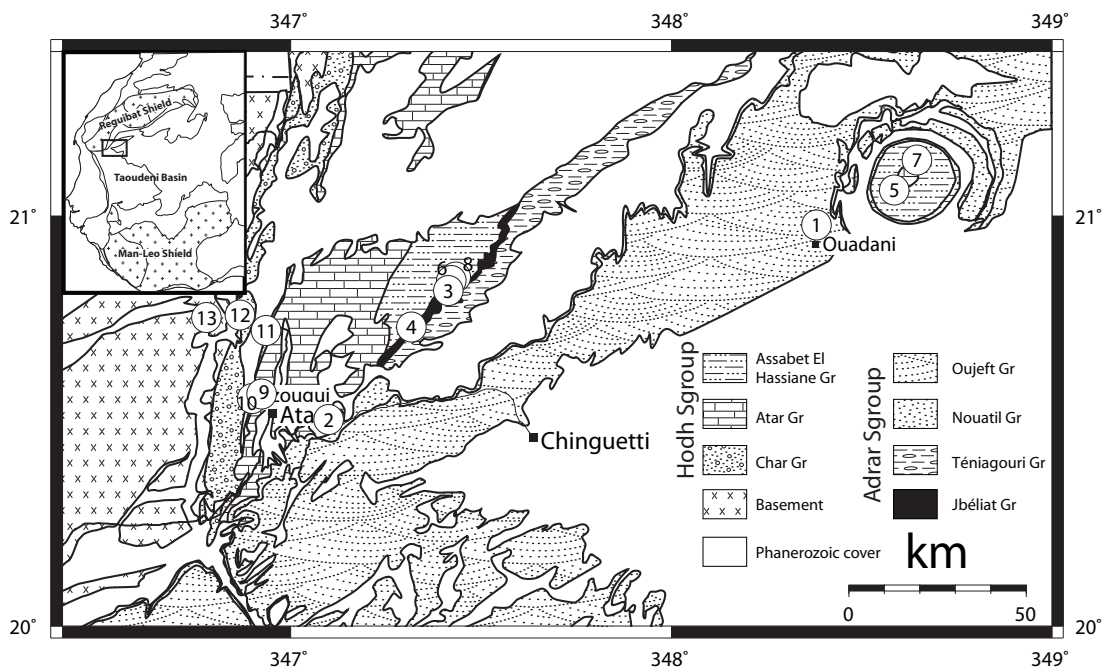 347°
348°
349°
Reguibat Shield
Taoudeni Basin
Man-Leo Shield
21°
21°
7
5
1
Ouadani
6
8
3
4
13
12
11
9
10
zougui
Ata
2
Chinguetti
Hodh Sgroup
Assabet El
Hassiane Gr
Atar Gr
Char Gr
Basement
Phanerozoic cover
Adrar Sgroup
Oujeft Gr
Nouatil Gr
Téniagouri Gr
Jbéliat Gr
km
0
50
20°
20°
347°
348°
349°